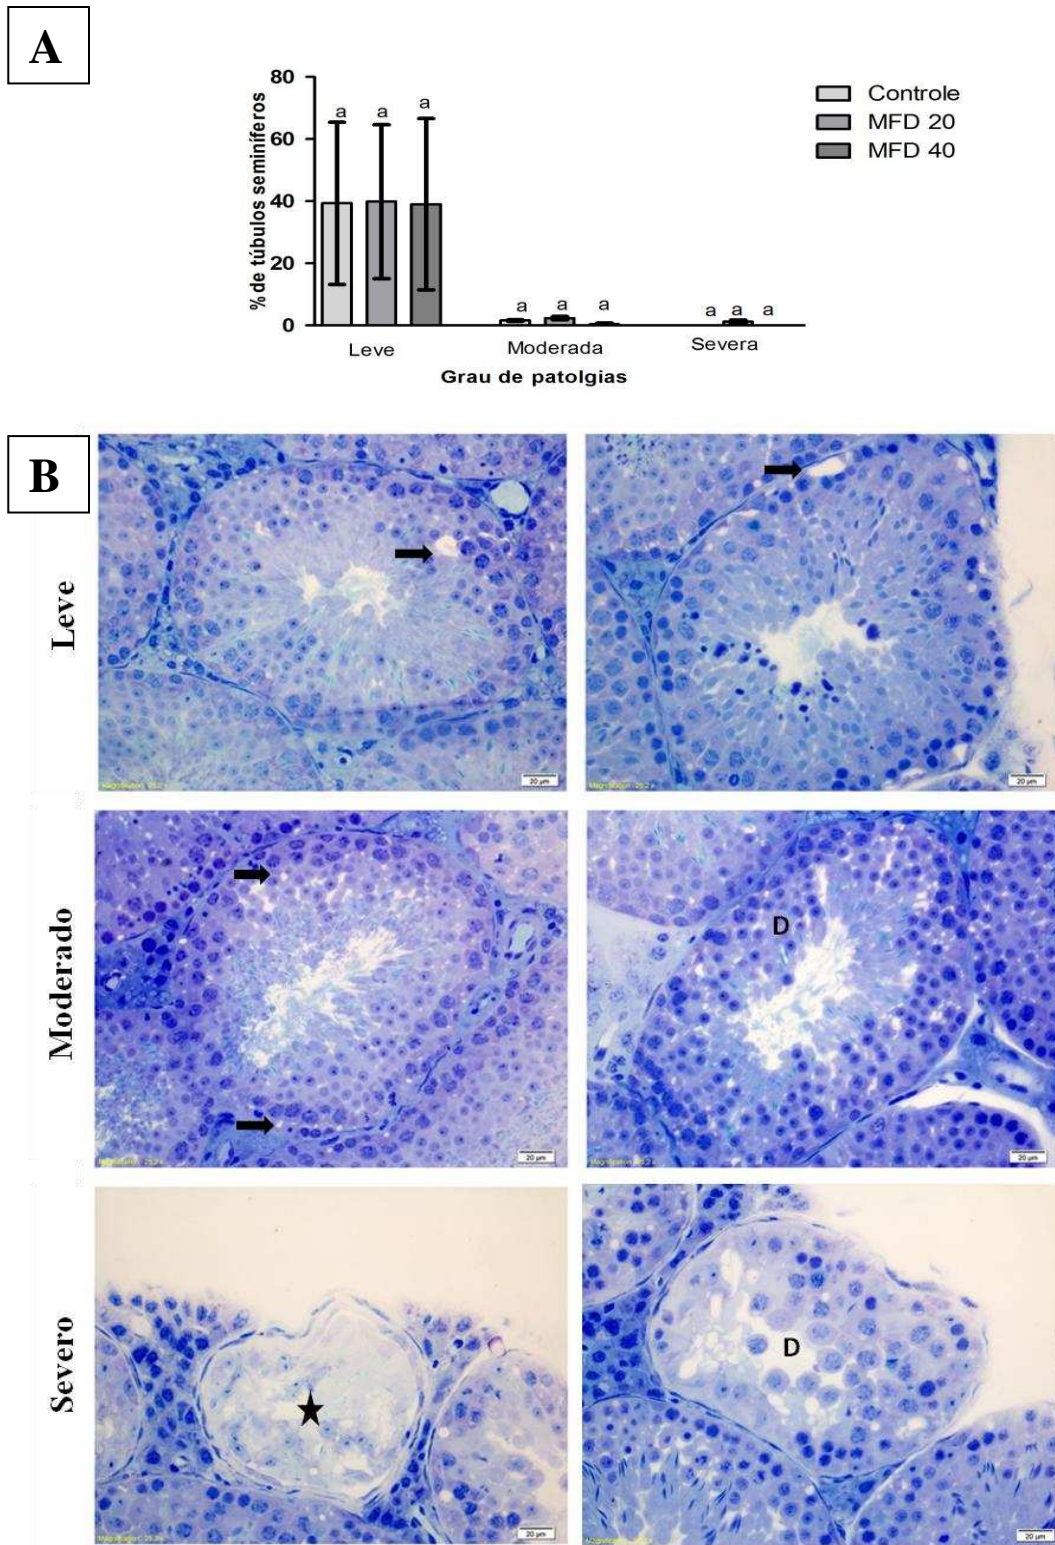 A
80
60
40
20
0
% de túbulos seminíferos
a a a
a a a
a a a
Leve Moderada Severa
Grau de patolgias
Controle
MFD 20
MFD 40
B
Leve
20 µm
20 µm
Moderado
D
20 µm
20 µm
Severo
D
20 µm
20 µm